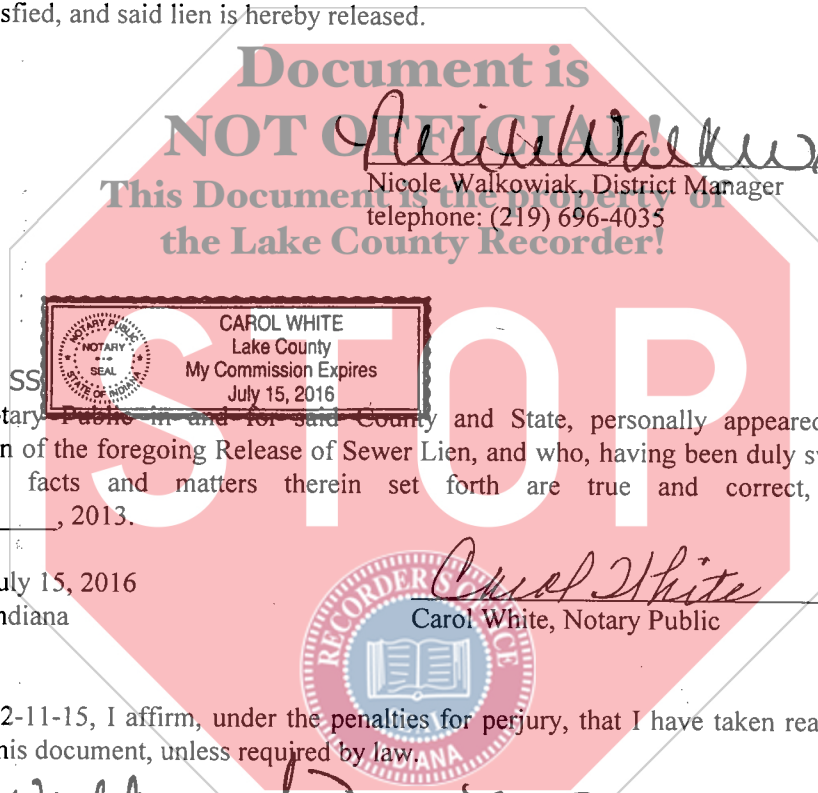 sfied, and said lien is hereby released.
Document is
NOT OFFICIAL!
Nicole Walkowiak, District Manager
This Document is the property of
telephone: (219) 696-4035
the Lake County Recorder!
STOP
NOTARY PUBLIC
NOTARY
SEAL
STATE OF INDIANA
CAROL WHITE
Lake County
My Commission Expires
July 15, 2016
SS
tary Public in and for said County and State, personally appeared
n of the foregoing Release of Sewer Lien, and who, having been duly s
facts and matters therein set forth are true and correct,
, 2013.
uly 15, 2016
Carol White
ndiana
Carol White, Notary Public
RECORDER'S OFFICE
INDIANA
2-11-15, I affirm, under the penalties for perjury, that I have taken rea
his document, unless required by law.